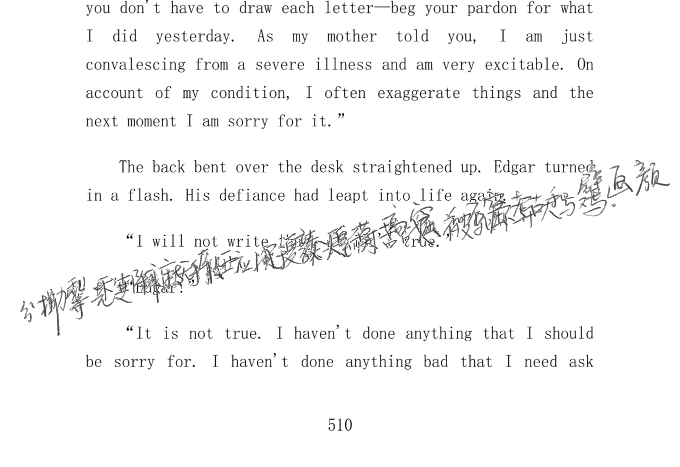 you don't have to draw each letter—beg your pardon for what
I did yesterday. As my mother told you, I am just
convalescing from a severe illness and am very excitable. On
account of my condition, I often exaggerate things and the
next moment I am sorry for it.”
The back bent over the desk straightened up. Edgar turned
in a flash. His defiance had leapt into life again.
“I will not write true.
“It is not true. I haven't done anything that I should
be sorry for. I haven't done anything bad that I need ask
510